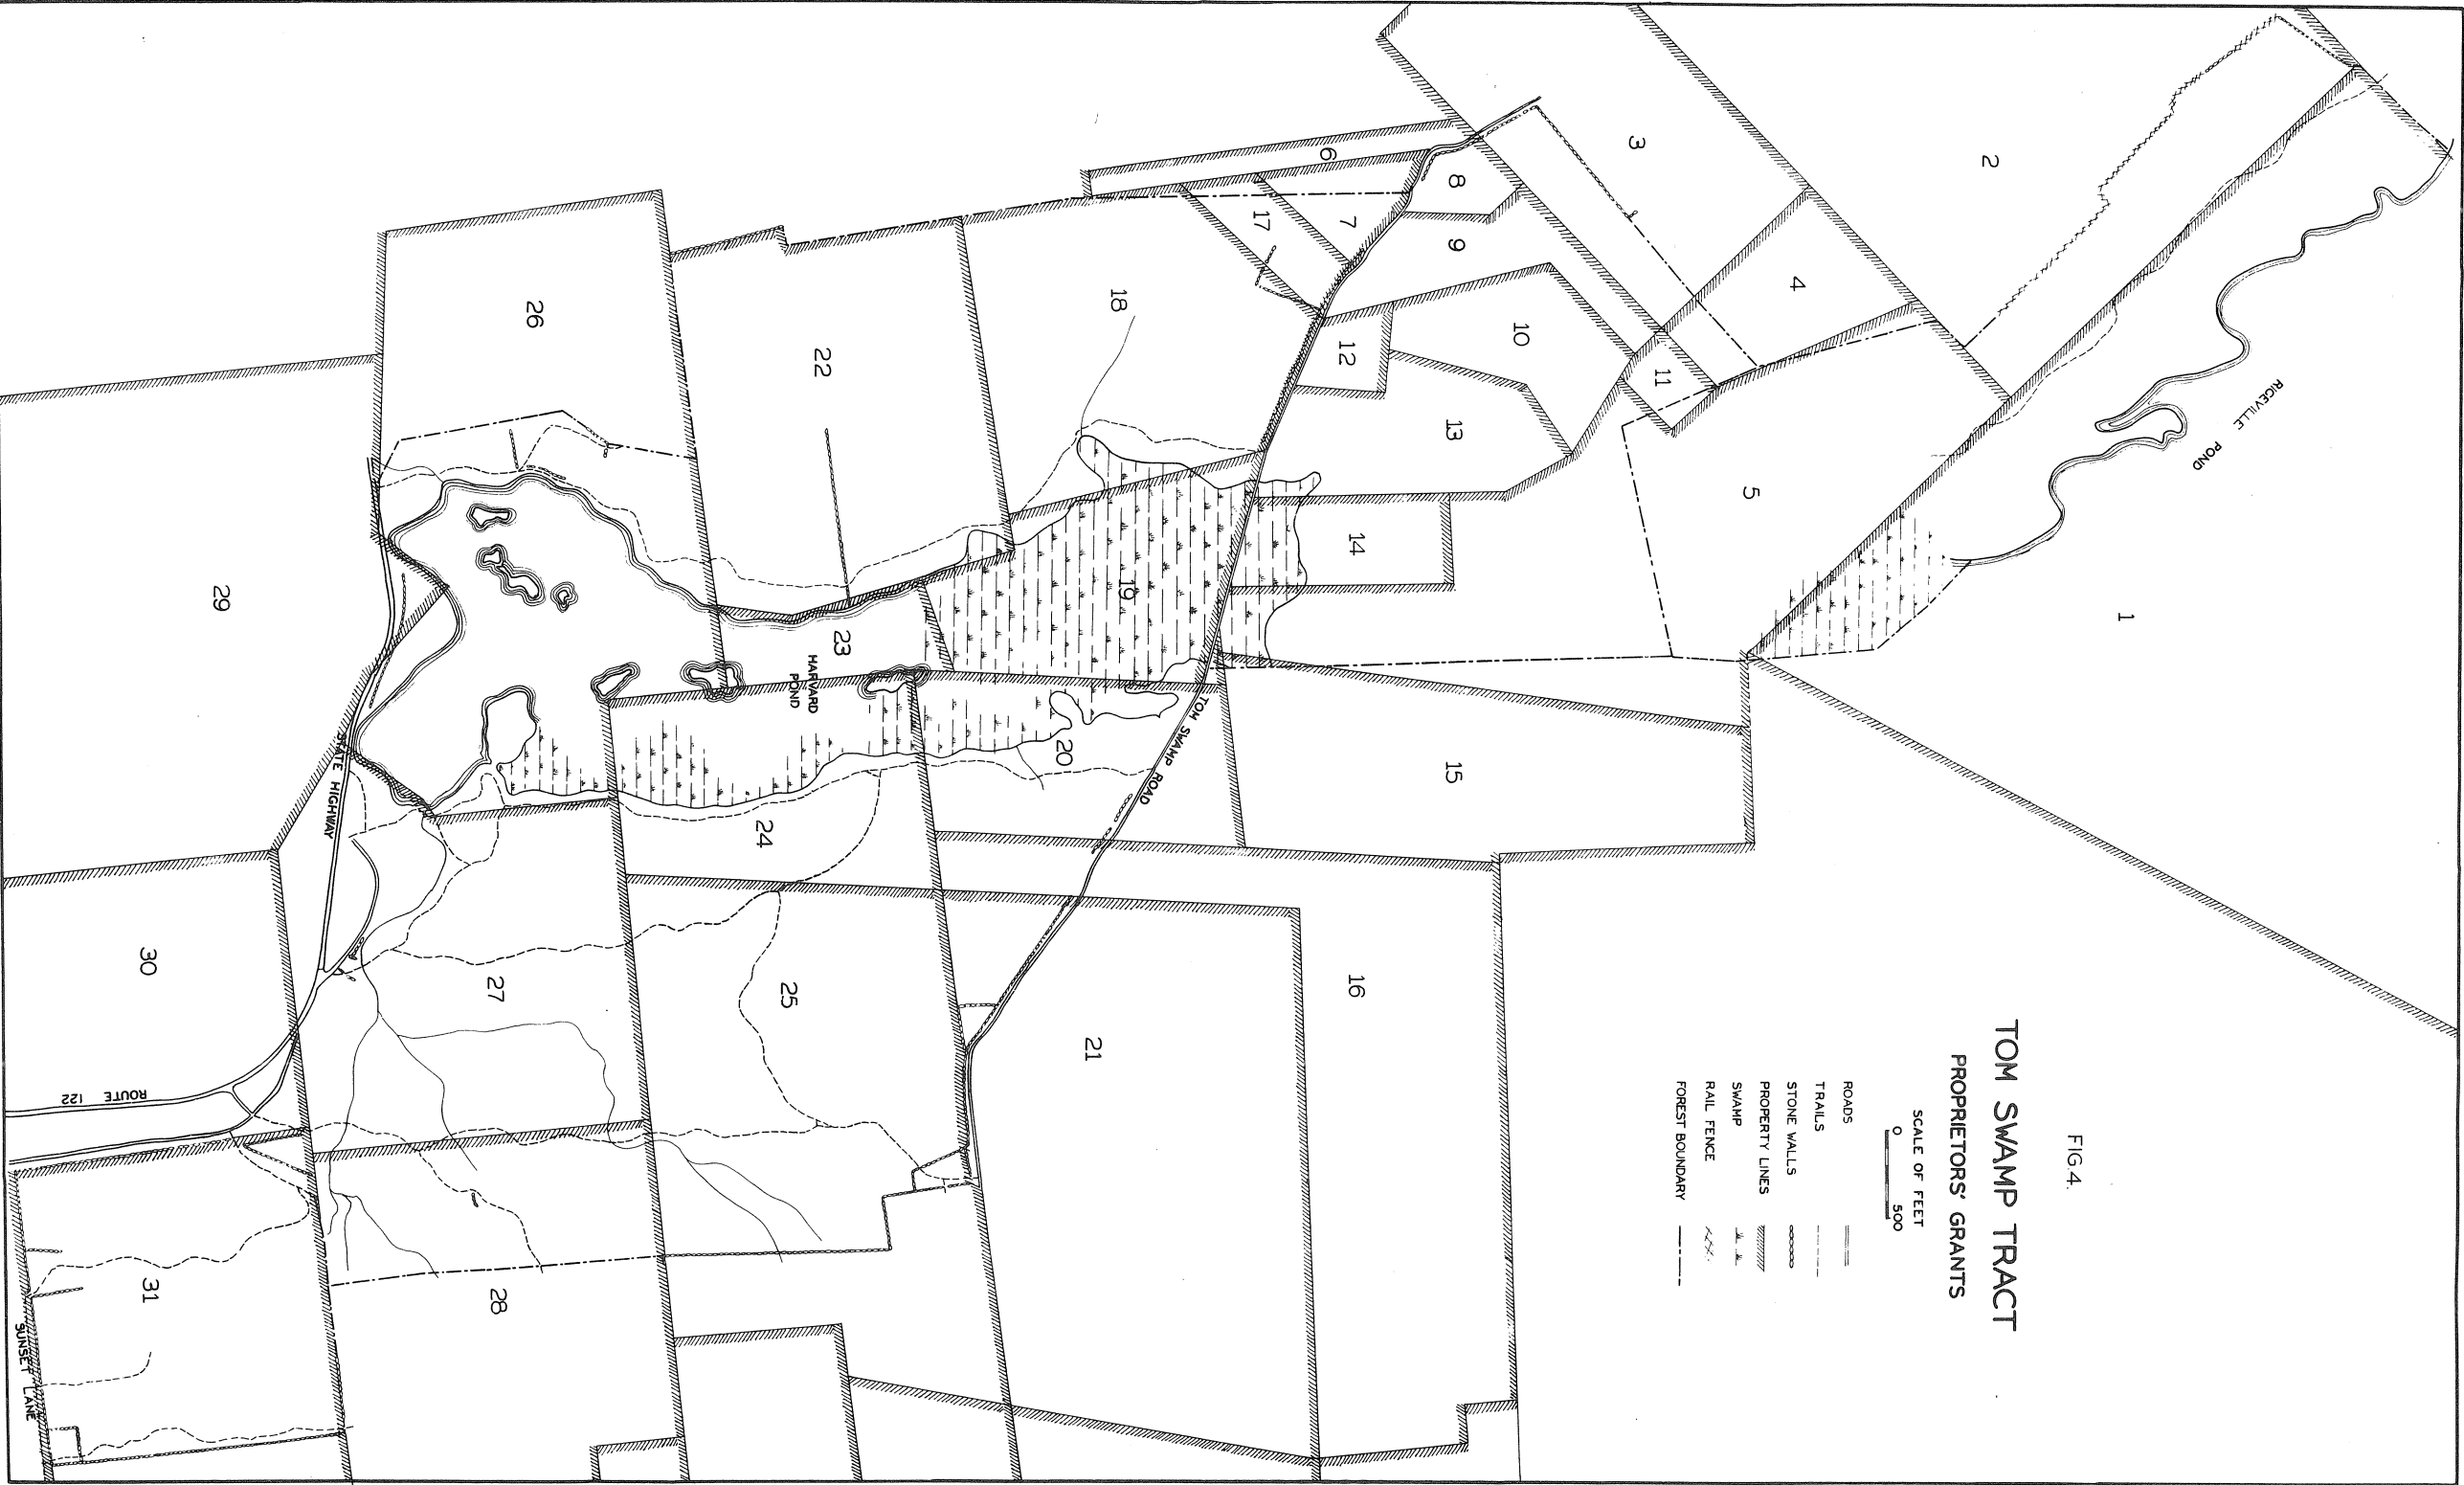 FIG.4.
TOM SWAMP TRACT
PROPRIETORS' GRANTS
SCALE OF FEET
0 500
ROADS
TRAILS
STONE WALLS
PROPERTY LINES
SWAMP
RAIL FENCE
FOREST BOUNDARY
RICEVILLE POND
1
2
3
4
5
6
7
8
9
10
11
12
13
14
15
16
17
18
19
20
21
22
23
HARVARD
POND
TOM SWAMP ROAD
24
25
26
27
28
29
30
31
STATE HIGHWAY
ROUTE 122
SUNSET LANE